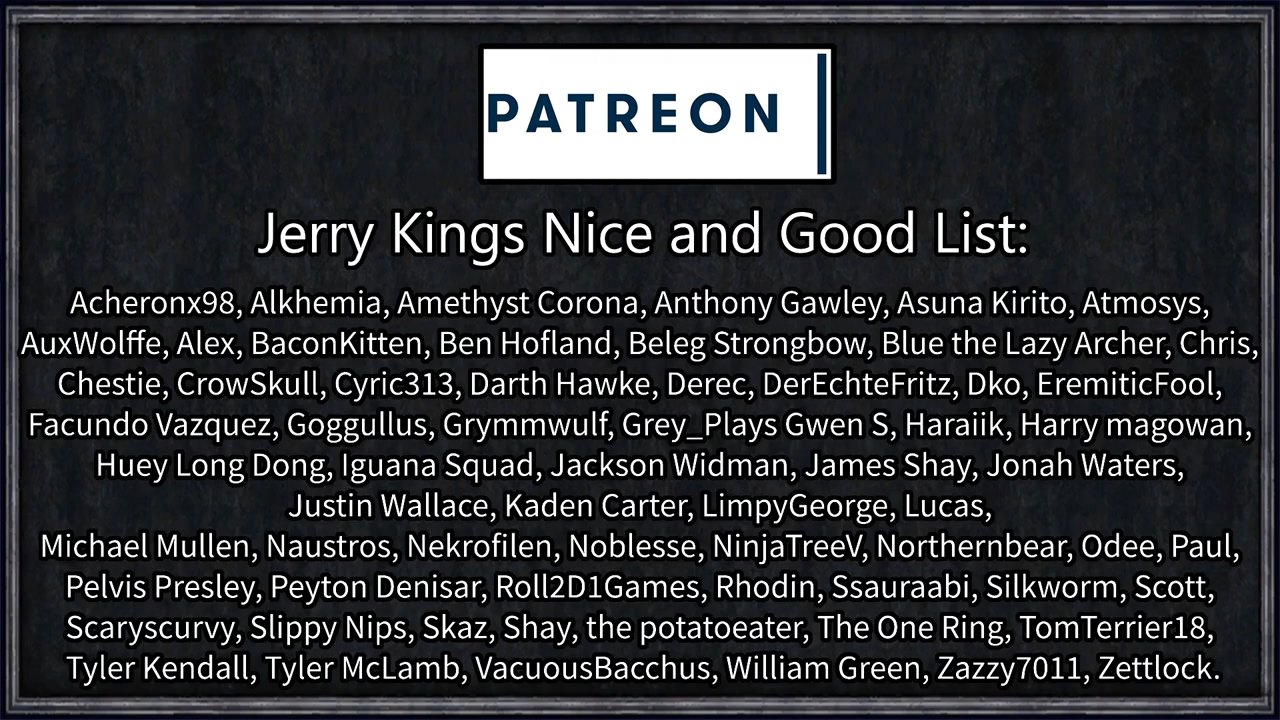 PATREON
Jerry Kings Nice and Good List:
Acheronx98, Alkhemia, Amethyst Corona, Anthony Gawley, Asuna Kirito, Atmosys,
AuxWolffe, Alex, BaconKitten, Ben Hofland, Beleg Strongbow, Blue the Lazy Archer, Chris,
Chestie, CrowSkull, Cyric313, Darth Hawke, Derec, DerEchteFritz, Dko, EremiticFool,
Facundo Vazquez, Goggullus, Grymmwulf, Grey_Plays Gwen S, Haraiik, Harry magowan,
Huey Long Dong, Iguana Squad, Jackson Widman, James Shay, Jonah Waters,
Justin Wallace, Kaden Carter, LimpyGeorge, Lucas,
Michael Mullen, Naustros, Nekrofilen, Noblesse, NinjaTreeV, Northernbear, Odee, Paul,
Pelvis Presley, Peyton Denisar, Roll2D1Games, Rhodin, Ssauraabi, Silkworm, Scott,
Scaryscurvy, Slippy Nips, Skaz, Shay, the potatoeater, The One Ring, TomTerrier18,
Tyler Kendall, Tyler McLamb, VacuousBacchus, William Green, Zazzy7011, Zettlock.